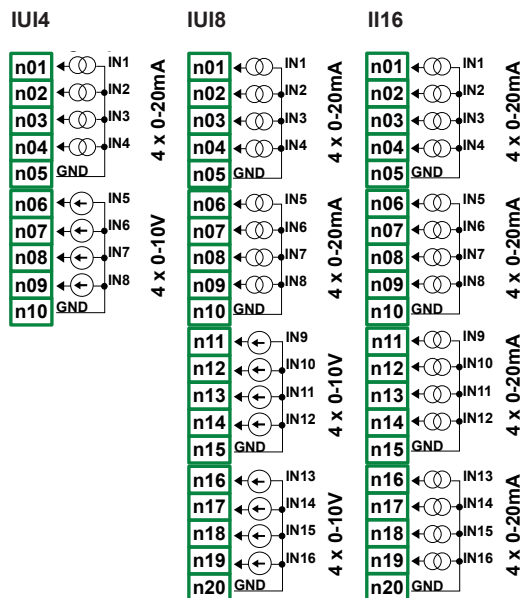 IUI4 IUI8 II16
n01 IN1 n01 IN1 n01 IN1
n02 IN2 n02 IN2 n02 IN2
n03 IN3 n03 IN3 n03 IN3
n04 IN4 n04 IN4 n04 IN4
n05 GND n05 GND n05 GND
4 x 0-20mA 4 x 0-20mA 4 x 0-20mA
n06 IN5 n06 IN5 n06 IN5
n07 IN6 n07 IN6 n07 IN6
n08 IN7 n08 IN7 n08 IN7
n09 IN8 n09 IN8 n09 IN8
n10 GND n10 GND n10 GND
4 x 0-10V 4 x 0-20mA 4 x 0-20mA
n11 IN9 n11 IN9
n12 IN10 n12 IN10
n13 IN11 n13 IN11
n14 IN12 n14 IN12
n15 GND n15 GND
4 x 0-10V 4 x 0-20mA
n16 IN13 n16 IN13
n17 IN14 n17 IN14
n18 IN15 n18 IN15
n19 IN16 n19 IN16
n20 GND n20 GND
4 x 0-10V 4 x 0-20mA